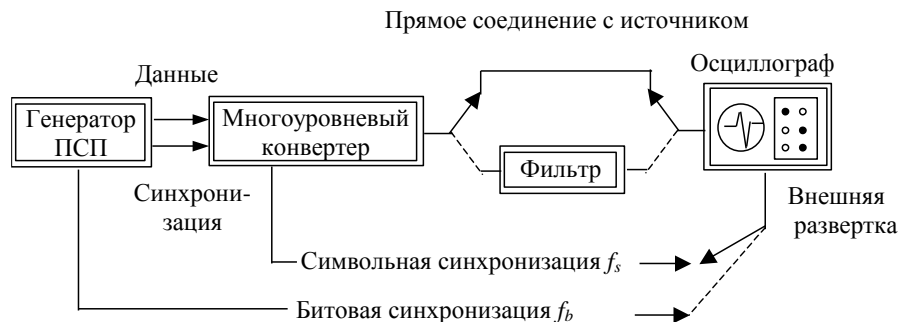 Прямое соединение с источником
Данные
Осциллограф
Генератор
ПСП
Многоуровневый
конвертер
Фильтр
Синхрони-
зация
Внешняя
развертка
Символьная синхронизация fs
Битовая синхронизация fb